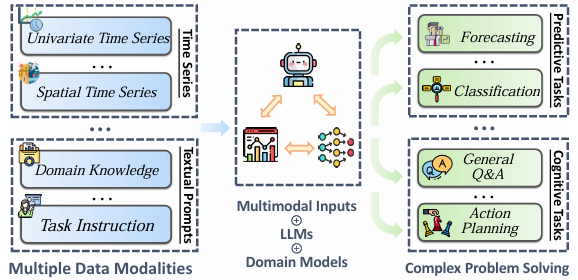 Univariate Time Series
...
Spatial Time Series
Time Series
...
Domain Knowledge
...
Task Instruction
Textual Prompts
Multiple Data Modalities
Multimodal Inputs
⊕
LLMs
⊕
Domain Models
Forecasting
...
Classification
Predictive Tasks
...
General
Q&A
...
Action
Planning
Cognitive Tasks
Complex Problem Solving